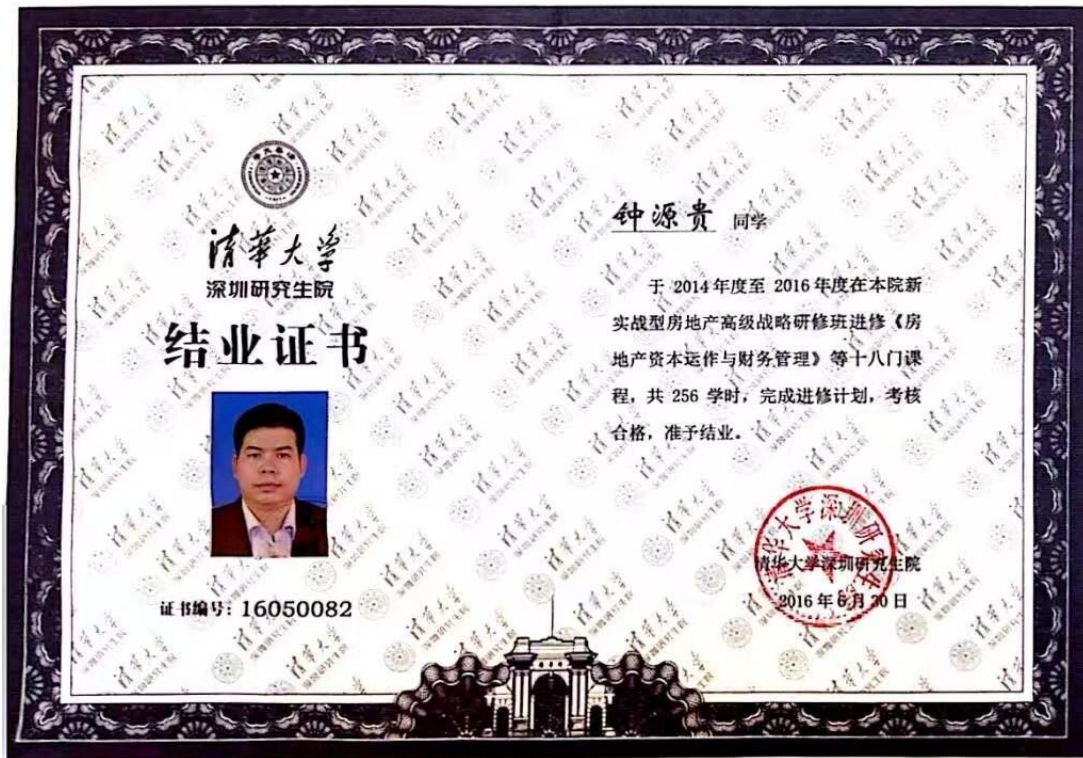 清华大学
深圳研究生院
结业证书
证书编号：16050082
钟源贵 同学
于 2014 年度至 2016 年度在本院新
实战型房地产高级战略研修班进修《房
地产资本运作与财务管理》等十八门课
程，共 256 学时，完成进修计划，考核
合格，准予结业。
清华大学深圳研究生院
2016 年 6 月 30 日